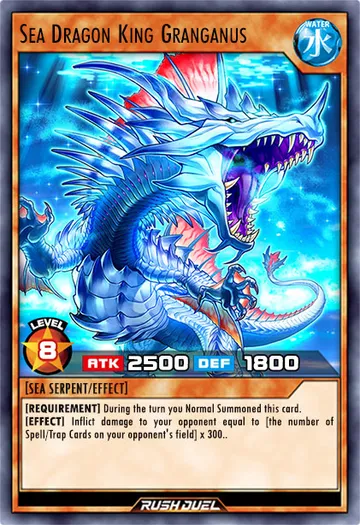 SEA DRAGON KING GRANGANUS
WATER
水
LEVEL
8
ATK 2500 DEF 1800
[SEA SERPENT/EFFECT]
[REQUIREMENT] During the turn you Normal Summoned this card.
[EFFECT] Inflict damage to your opponent equal to [the number
of Spell/Trap Cards on your opponent's field] x 300..
RUSH DUEL